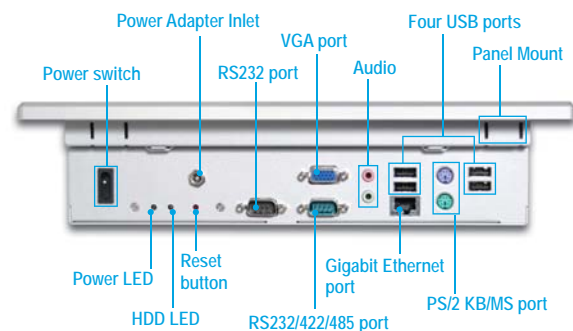 Power Adapter Inlet
Four USB ports
VGA port
Panel Mount
Power switch
RS232 port
Audio
Power LED
Reset
button
Gigabit Ethernet
port
HDD LED
RS232/422/485 port
PS/2 KB/MS port